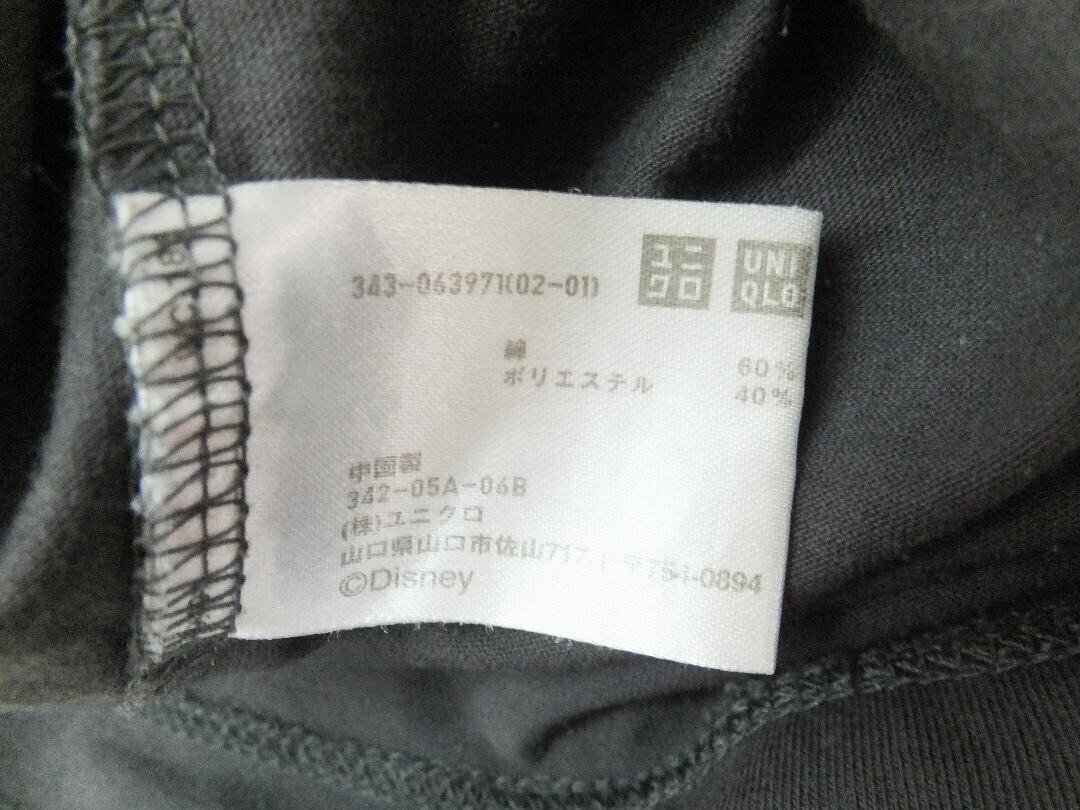 343-063971(02-01)
ユニ
クロ
UNI
QLO
綿 60%
ポリエステル 40%
中国製
342-05A-06B
(株)ユニクロ
山口県山口市佐山717-1 〒754-0894
©Disney